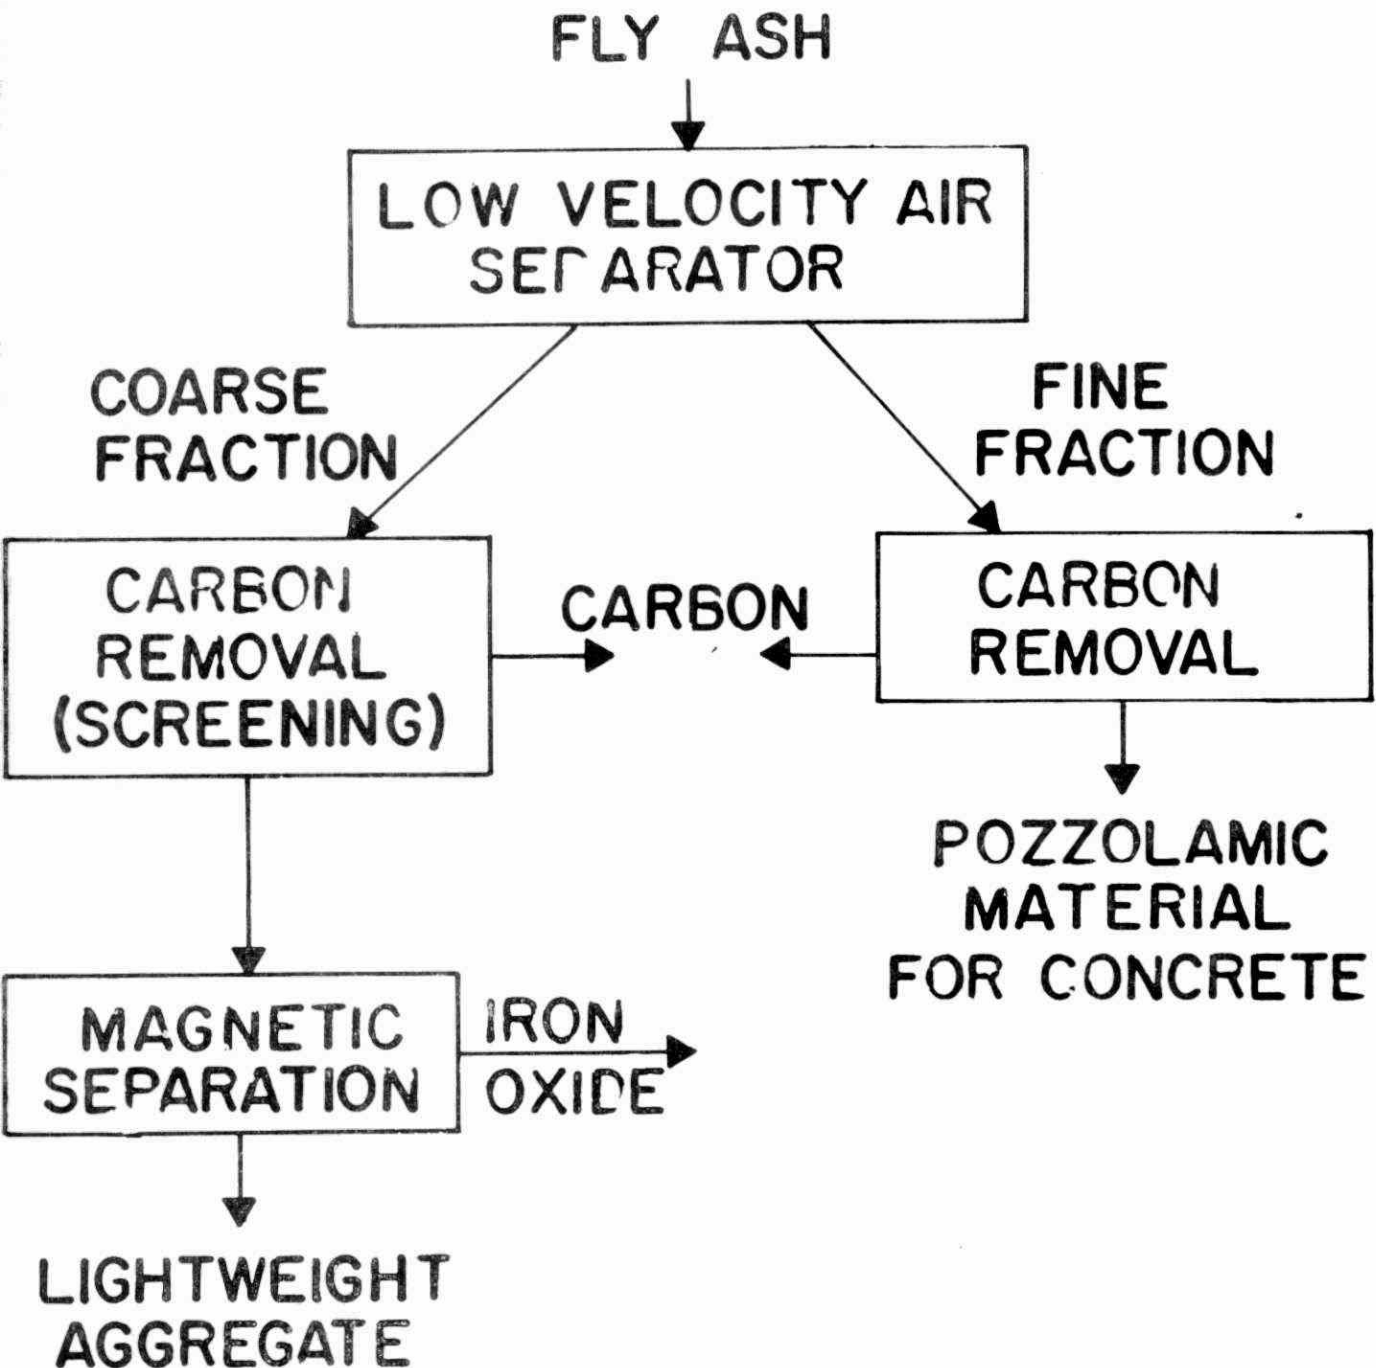 FLY ASH
LOW VELOCITY AIR
SEPARATOR
COARSE
FRACTION
FINE
FRACTION
CARBON
REMOVAL
(SCREENING)
CARBON
CARBON
REMOVAL
POZZOLAMIC
MATERIAL
FOR CONCRETE
MAGNETIC
SEPARATION
IRON
OXIDE
LIGHTWEIGHT
AGGREGATE